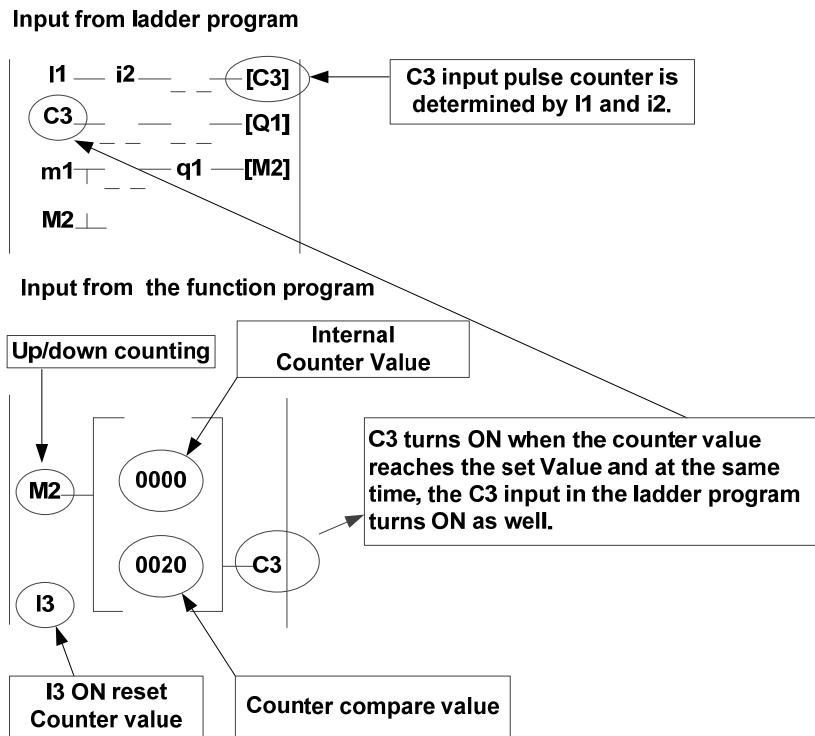 Input from ladder program
I1 i2 [C3]
C3 input pulse counter is
determined by I1 and i2.
C3 [Q1]
m1 q1 [M2]
M2
Input from the function program
Up/down counting
Internal
Counter Value
M2
0000
0020
C3
I3
C3 turns ON when the counter value
reaches the set Value and at the same
time, the C3 input in the ladder program
turns ON as well.
I3 ON reset
Counter value
Counter compare value